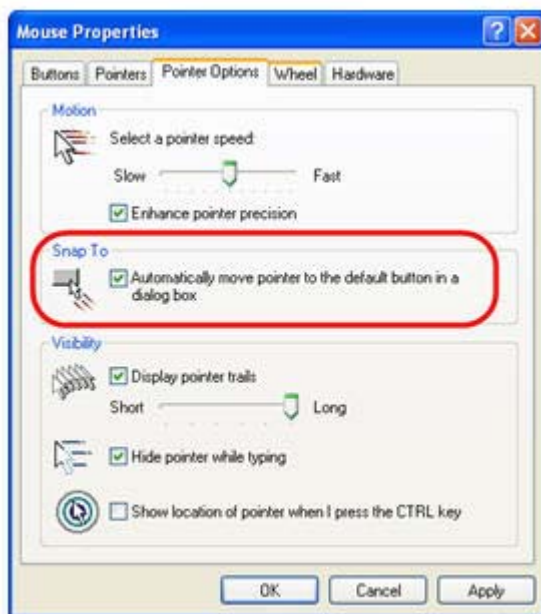 Mouse Properties
Buttons Pointers Pointer Options Wheel Hardware
Motion
Select a pointer speed:
Slow Fast
Enhance pointer precision
Snap To
Automatically move pointer to the default button in a
dialog box
Visibility
Display pointer trails
Short Long
Hide pointer while typing
Show location of pointer when I press the CTRL key
OK Cancel Apply